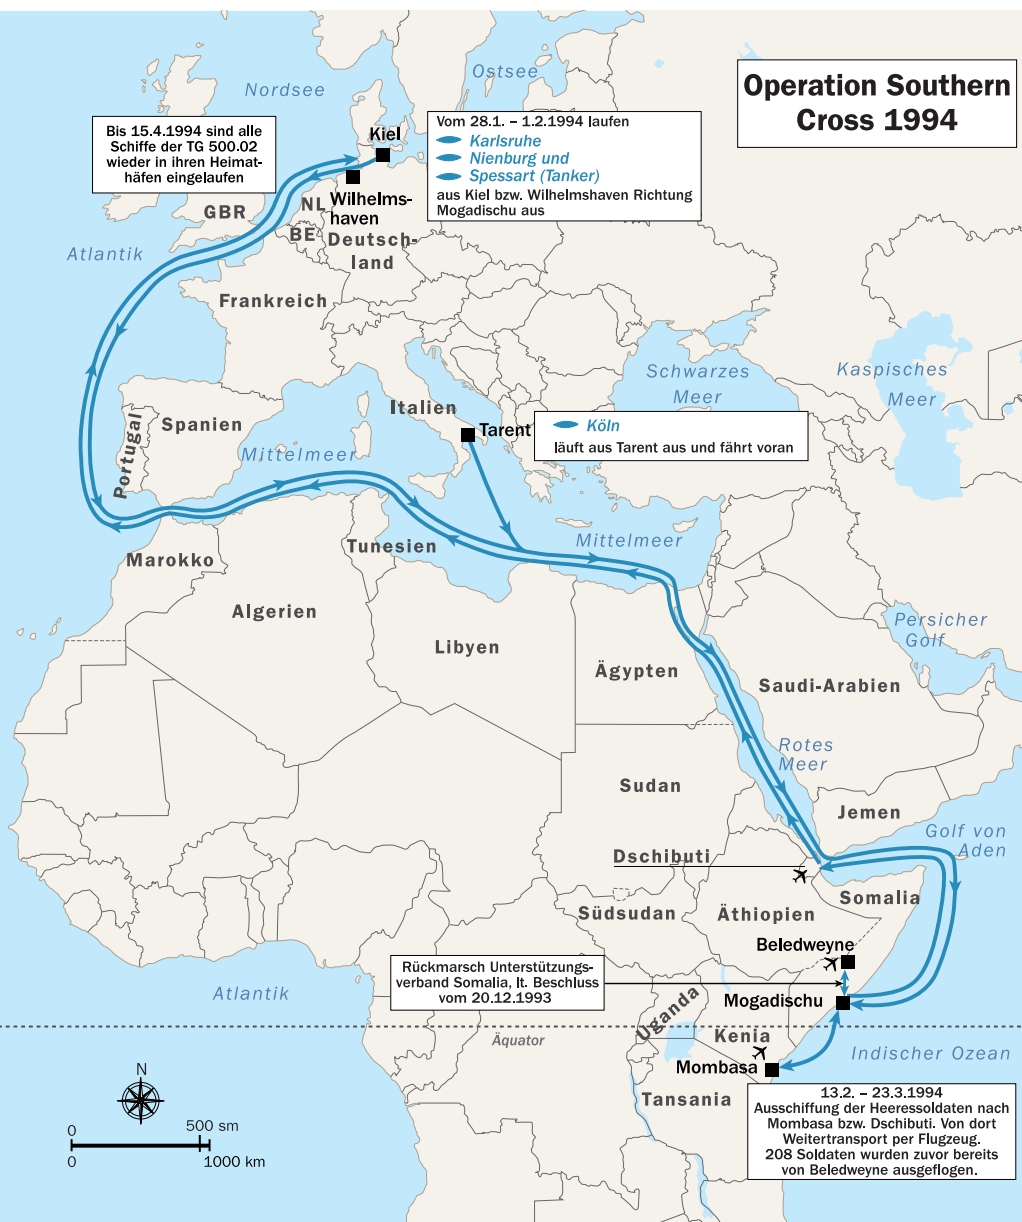 Operation Southern
Cross 1994
Nordsee
Ostsee
Bis 15.4.1994 sind alle
Schiffe der TG 500.02
wieder in ihren Heimat-
häfen eingelaufen
Kiel
Vom 28.1. – 1.2.1994 laufen
Karlsruhe
Nienburg und
Spessart (Tanker)
aus Kiel bzw. Wilhelmshaven Richtung
Mogadischu aus
Wilhelms-
haven
GBR
NL
BE
Deutsch-
land
Atlantik
Frankreich
Schwarzes
Meer
Kaspisches
Meer
Italien
Spanien
Portugal
Tarent
Köln
läuft aus Tarent aus und fährt voran
Mittelmeer
Mittelmeer
Marokko
Tunesien
Algerien
Libyen
Ägypten
Persicher
Golf
Saudi-Arabien
Rotes
Meer
Sudan
Jemen
Golf von
Aden
Dschibuti
Somalia
Südsudan
Äthiopien
Beledweyne
Rückmarsch Unterstützungs-
verband Somalia, lt. Beschluss
vom 20.12.1993
Mogadischu
Atlantik
Uganda
Kenia
Äquator
Indischer Ozean
Mombasa
Tansania
13.2. – 23.3.1994
Ausschiffung der Heeressoldaten nach
Mombasa bzw. Dschibuti. Von dort
Weitertransport per Flugzeug.
208 Soldaten wurden zuvor bereits
von Beledweyne ausgeflogen.
N
0
500 sm
0
1000 km